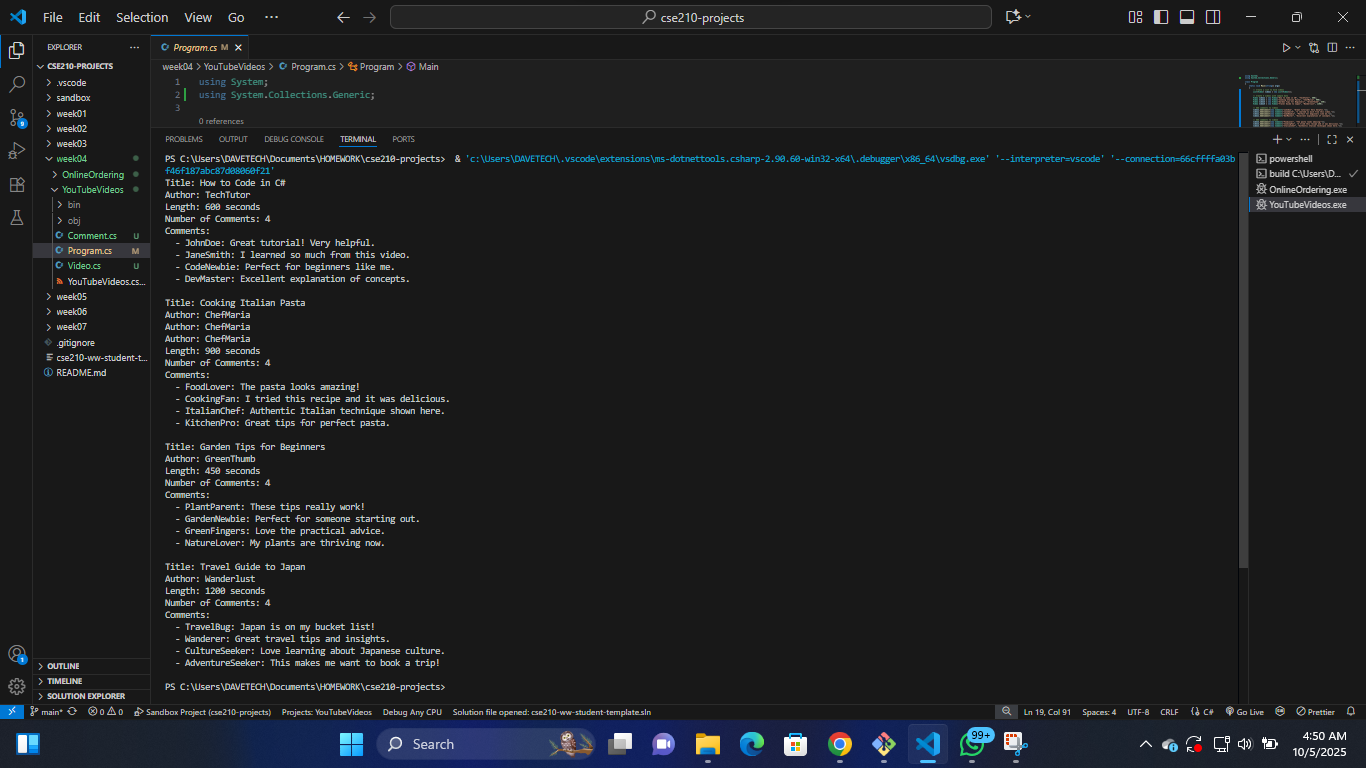 File Edit Selection View Go ··· cse210-projects
EXPLORER ···
CSE210-PROJECTS
.vscode
sandbox
week01
week02
week03
week04
OnlineOrdering
YouTubeVideos
bin
obj
Comment.cs U
Program.cs M
Video.cs U
YouTubeVideos.cs...
week05
week06
week07
.gitignore
cse210-ww-student-t...
README.md
OUTLINE
TIMELINE
SOLUTION EXPLORER
Program.cs M
week04 > YouTubeVideos > Program.cs > Program > Main
1 using System;
2 using System.Collections.Generic;
3
0 references
PROBLEMS OUTPUT DEBUG CONSOLE TERMINAL PORTS
PS C:\Users\DAVETECH\Documents\HOMEWORK\cse210-projects> & 'c:\Users\DAVETECH\.vscode\extensions\ms-dotnettools.csharp-2.90.60-win32-x64\.debugger\x86_64\vsdbg.exe' '--interpreter=vscode' '--connection=66cffffa03b
f46f187abc87d08060f21'
Title: How to Code in C#
Author: TechTutor
Length: 600 seconds
Number of Comments: 4
Comments:
- JohnDoe: Great tutorial! Very helpful.
- JaneSmith: I learned so much from this video.
- CodeNewbie: Perfect for beginners like me.
- DevMaster: Excellent explanation of concepts.
Title: Cooking Italian Pasta
Author: ChefMaria
Author: ChefMaria
Author: ChefMaria
Length: 900 seconds
Number of Comments: 4
Comments:
- FoodLover: The pasta looks amazing!
- CookingFan: I tried this recipe and it was delicious.
- ItalianChef: Authentic Italian technique shown here.
- KitchenPro: Great tips for perfect pasta.
Title: Garden Tips for Beginners
Author: GreenThumb
Length: 450 seconds
Number of Comments: 4
Comments:
- PlantParent: These tips really work!
- GardenNewbie: Perfect for someone starting out.
- GreenFingers: Love the practical advice.
- NatureLover: My plants are thriving now.
Title: Travel Guide to Japan
Author: Wanderlust
Length: 1200 seconds
Number of Comments: 4
Comments:
- TravelBug: Japan is on my bucket list!
- Wanderer: Great travel tips and insights.
- CultureSeeker: Love learning about Japanese culture.
- AdventureSeeker: This makes me want to book a trip!
PS C:\Users\DAVETECH\Documents\HOMEWORK\cse210-projects>
powershell
build C:\Users\D...
OnlineOrdering.exe
YouTubeVideos.exe
main* 0 0 Sandbox Project (cse210-projects) Projects: YouTubeVideos Debug Any CPU Solution file opened: cse210-ww-student-template.sln Ln 19, Col 91 Spaces: 4 UTF-8 CRLF C# Go Live Prettier
Search
99+
4:50 AM
10/5/2025